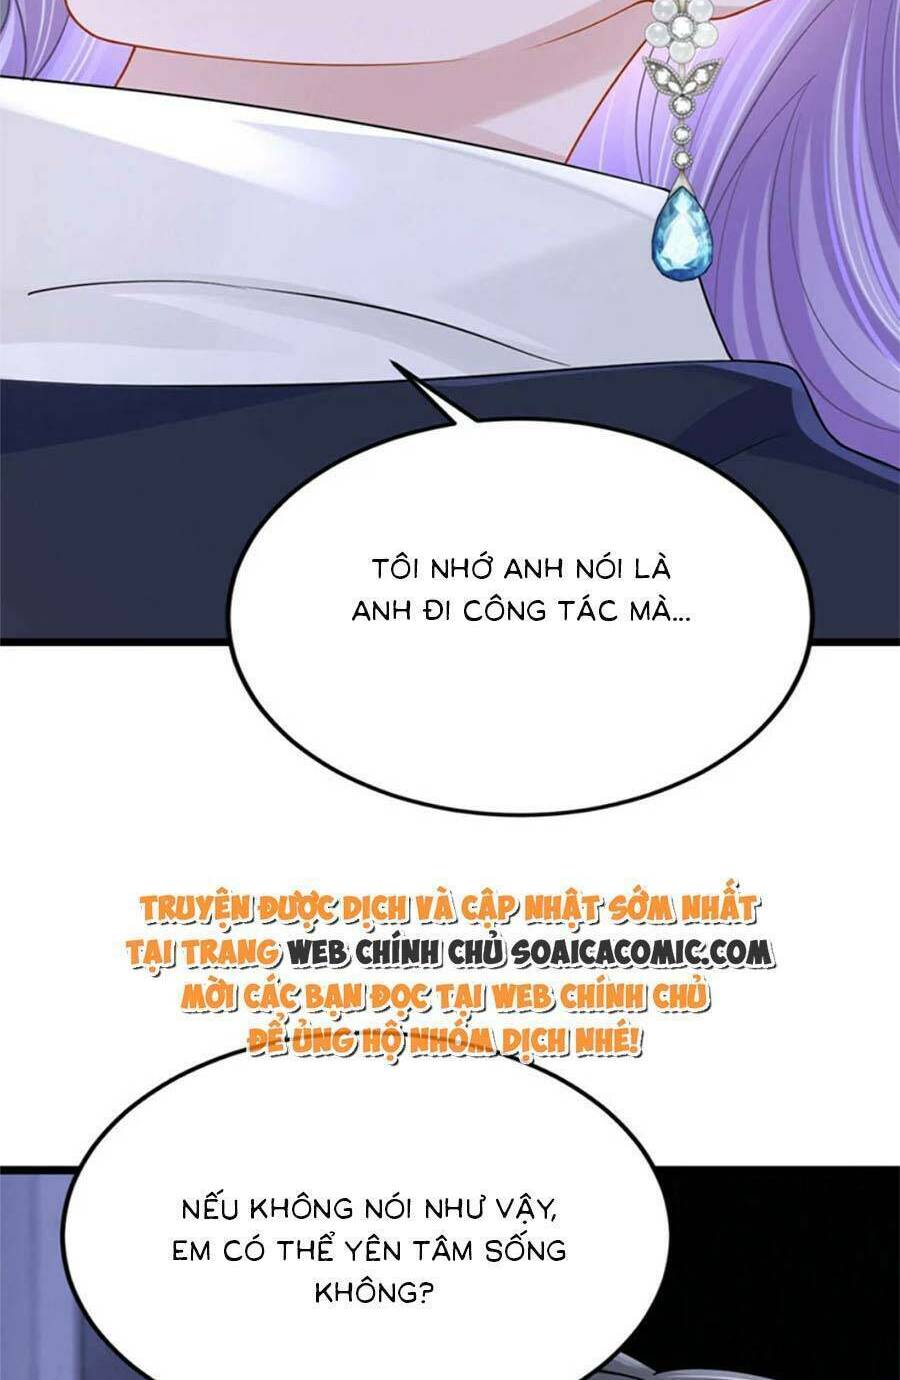 TÔI NHỚ ANH NÓI LÀ
ANH ĐI CÔNG TÁC MÀ...
TRUYỆN ĐƯỢC DỊCH VÀ CẬP NHẬT SỚM NHẤT
TẠI TRANG WEB CHÍNH CHỦ SOAICACOMIC.COM
MỜI CÁC BẠN ĐỌC TẠI WEB CHÍNH CHỦ
ĐỂ ỦNG HỘ NHÓM DỊCH NHÉ!
NẾU KHÔNG NÓI NHƯ VẬY,
EM CÓ THỂ YÊN TÂM SỐNG
KHÔNG?